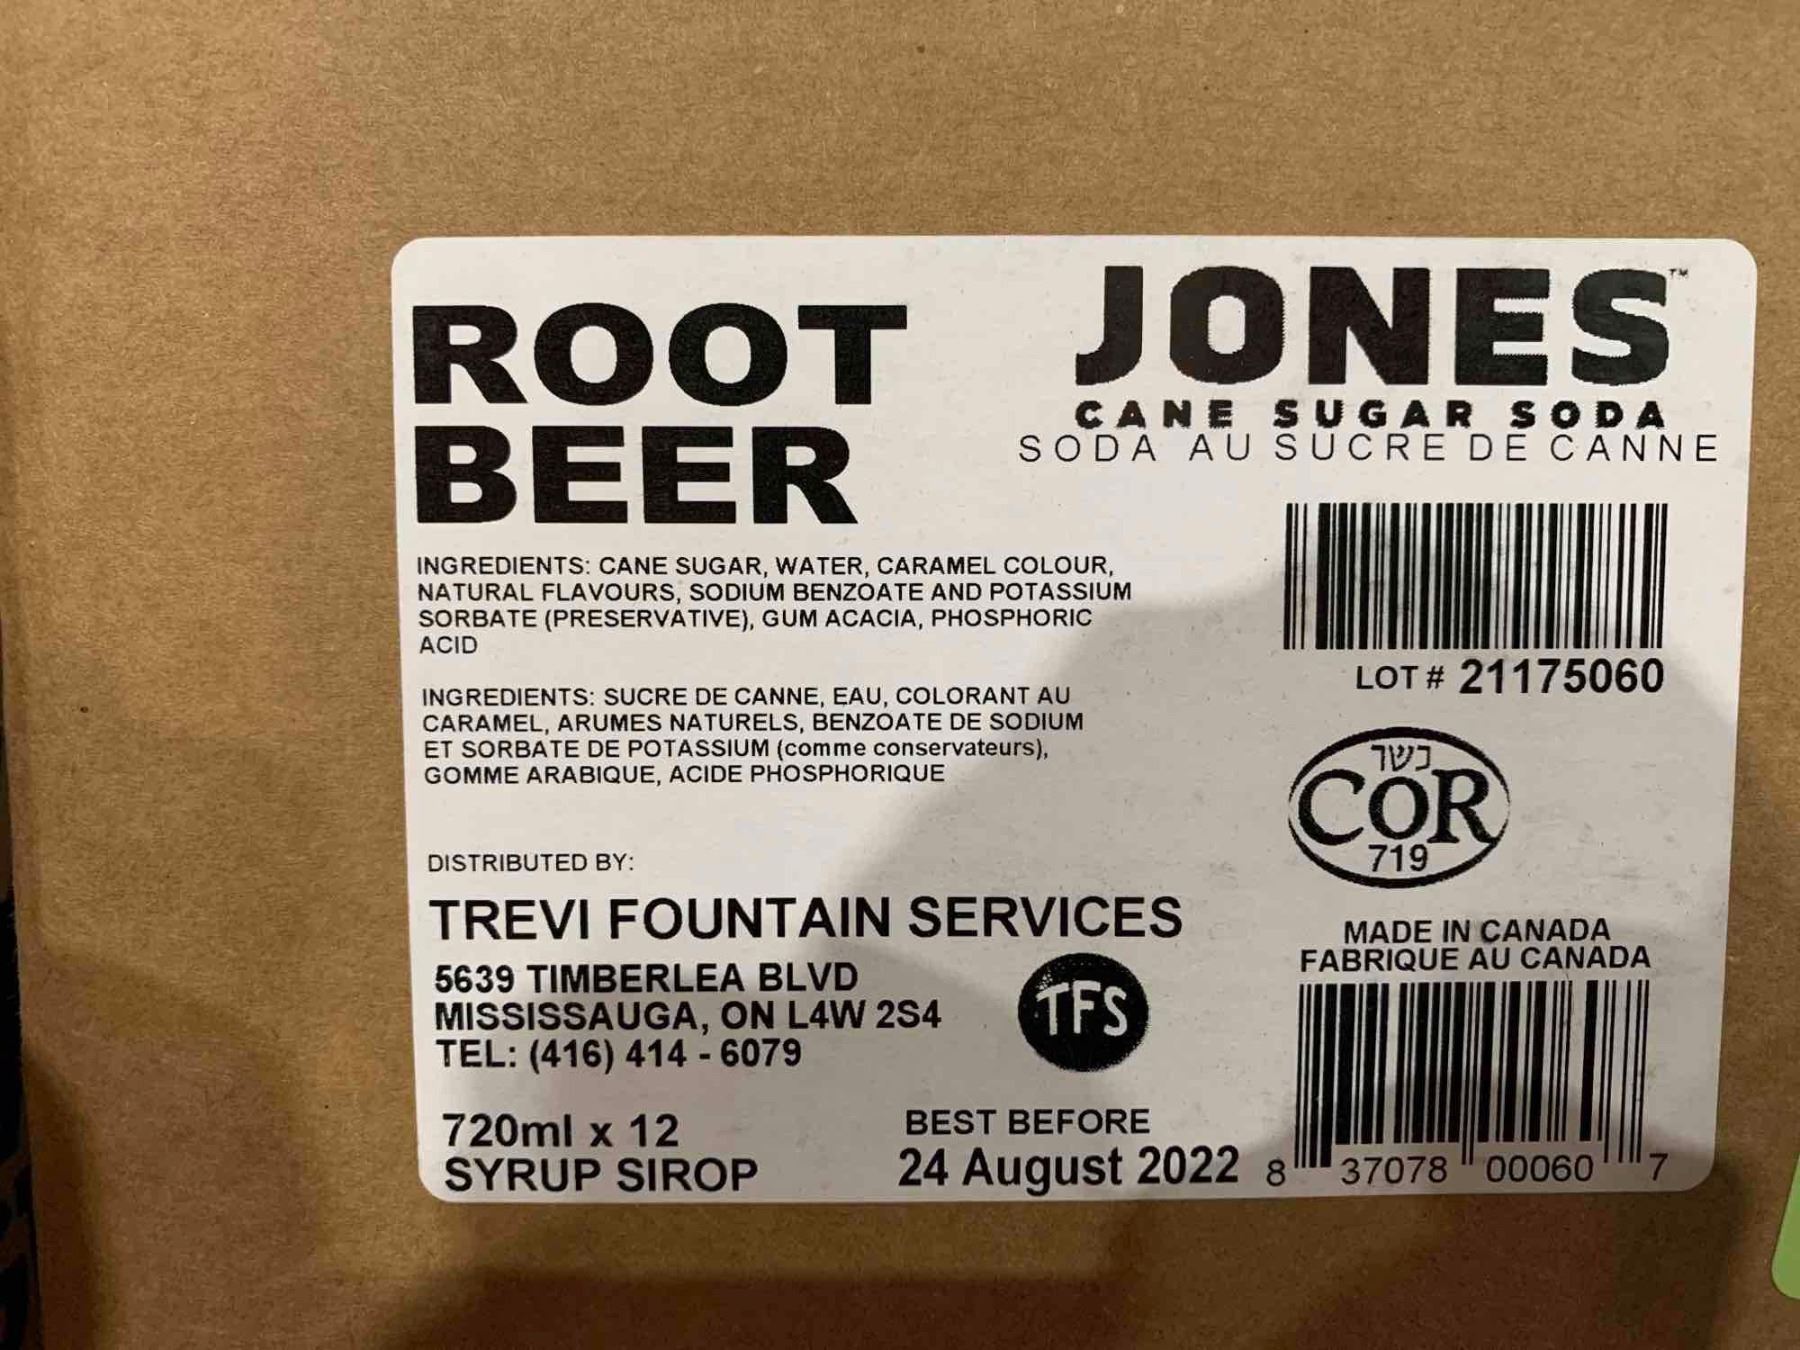 ROOT
BEER
JONES™
CANE SUGAR SODA
SODA AU SUCRE DE CANNE
INGREDIENTS: CANE SUGAR, WATER, CARAMEL COLOUR,
NATURAL FLAVOURS, SODIUM BENZOATE AND POTASSIUM
SORBATE (PRESERVATIVE), GUM ACACIA, PHOSPHORIC
ACID
INGREDIENTS: SUCRE DE CANNE, EAU, COLORANT AU
CARAMEL, ARUMES NATURELS, BENZOATE DE SODIUM
ET SORBATE DE POTASSIUM (comme conservateurs),
GOMME ARABIQUE, ACIDE PHOSPHORIQUE
LOT # 21175060
כשר
COR
719
DISTRIBUTED BY:
TREVI FOUNTAIN SERVICES
5639 TIMBERLEA BLVD
MISSISSAUGA, ON L4W 2S4
TEL: (416) 414 - 6079
TFS
MADE IN CANADA
FABRIQUE AU CANADA
720ml x 12
SYRUP SIROP
BEST BEFORE
24 August 2022
8 37078 00060 7